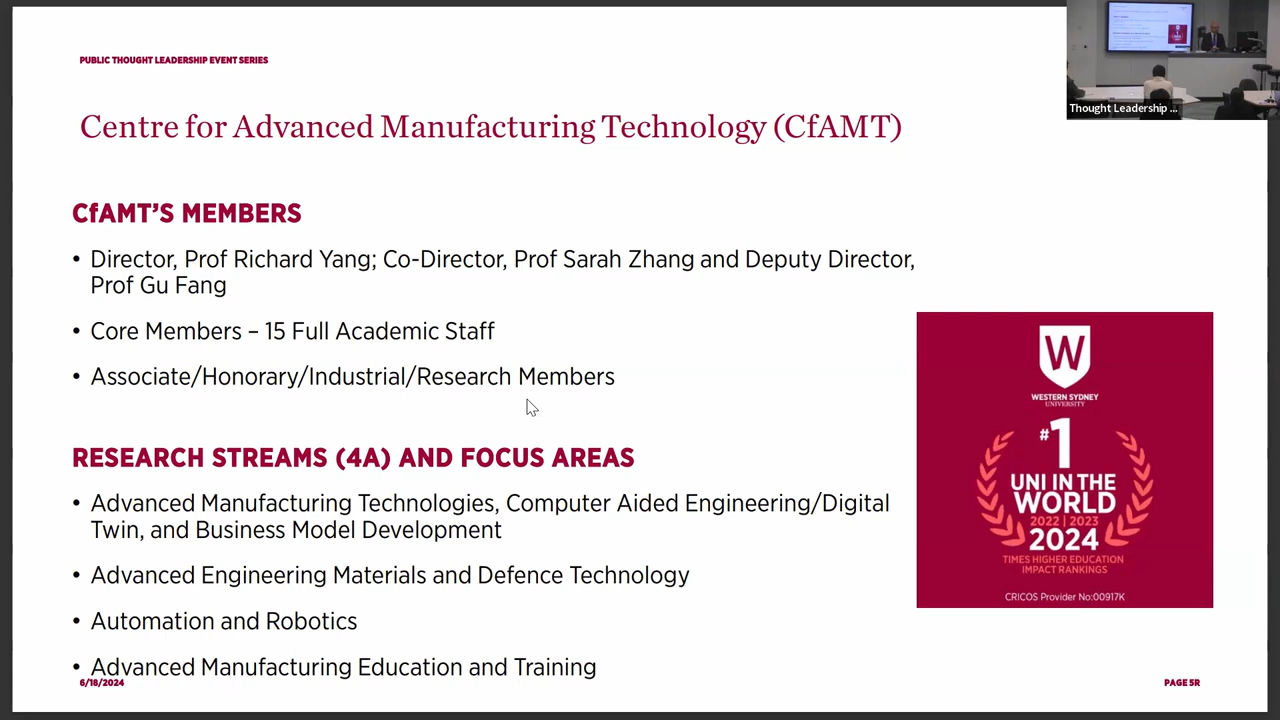 PUBLIC THOUGHT LEADERSHIP EVENT SERIES
Thought Leadership ...
Centre for Advanced Manufacturing Technology (CfAMT)
CfAMT'S MEMBERS
• Director, Prof Richard Yang; Co-Director, Prof Sarah Zhang and Deputy Director,
Prof Gu Fang
• Core Members – 15 Full Academic Staff
• Associate/Honorary/Industrial/Research Members
RESEARCH STREAMS (4A) AND FOCUS AREAS
• Advanced Manufacturing Technologies, Computer Aided Engineering/Digital
Twin, and Business Model Development
• Advanced Engineering Materials and Defence Technology
• Automation and Robotics
• Advanced Manufacturing Education and Training
W
WESTERN SYDNEY
UNIVERSITY
#1
UNI IN THE
WORLD
2022 | 2023
2024
TIMES HIGHER EDUCATION
IMPACT RANKINGS
CRICOS Provider No:00917K
6/18/2024
PAGE 5R